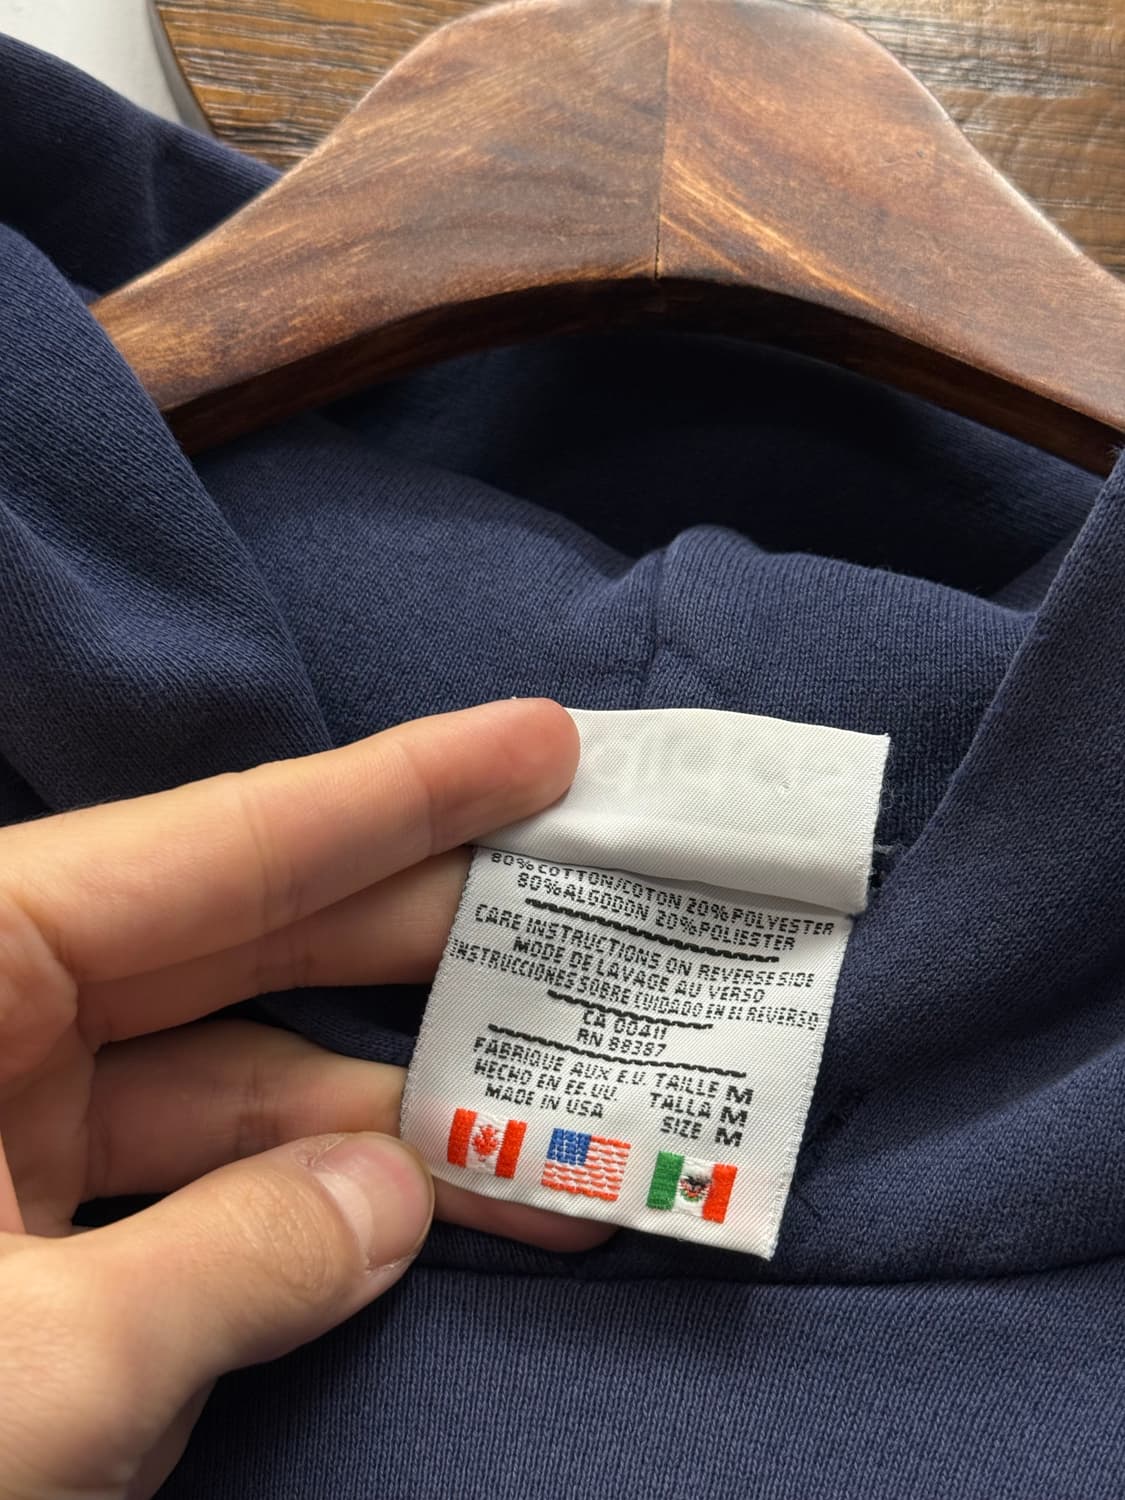 80%COTTON/COTON 20%POLYESTER
80%ALGODON 20%POLIESTER
CARE INSTRUCTIONS ON REVERSE SIDE
MODE DE LAVAGE AU VERSO
INSTRUCCIONES SOBRE CUIDADO EN EL REVERSO
CA 00411
RN 88387
FABRIQUE AUX E.U. TAILLE M
HECHO EN EE.UU. TALLA M
MADE IN USA SIZE M